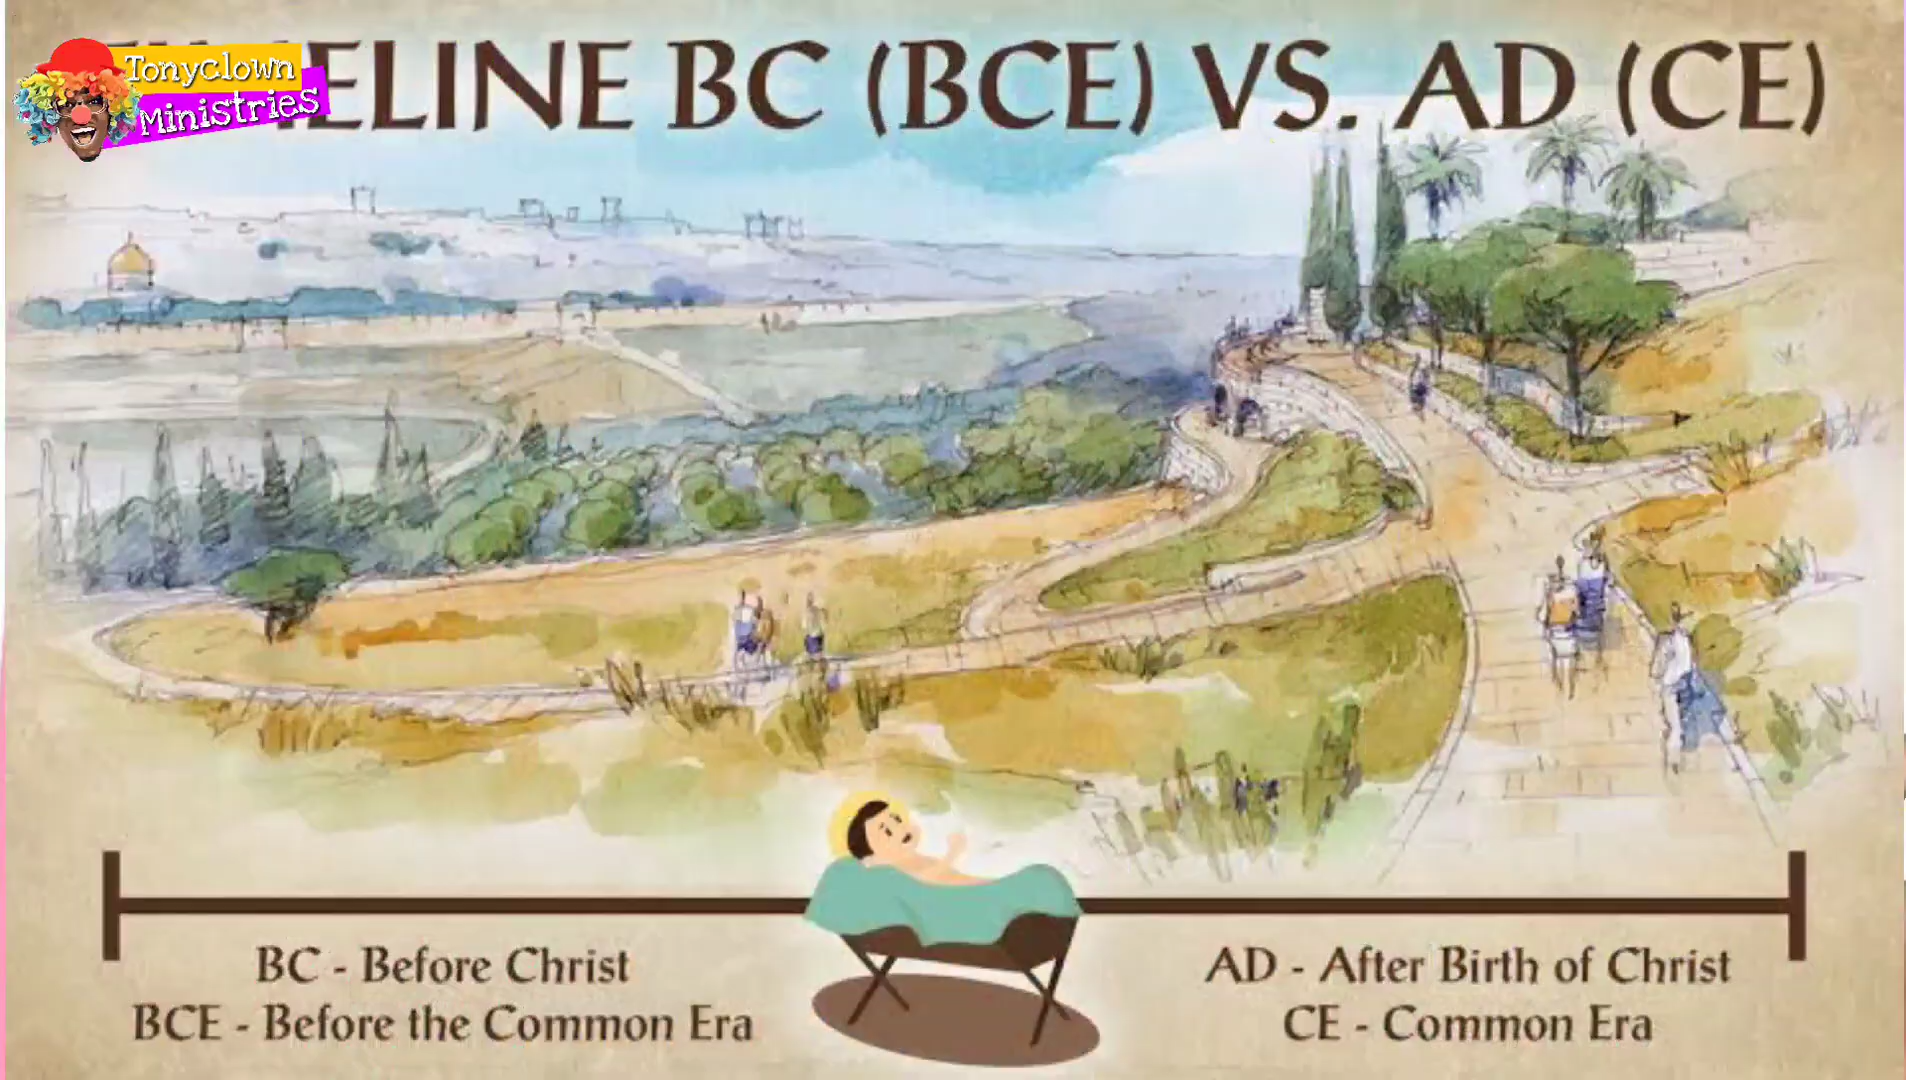 Tonyclown
Ministries
ELINE BC (BCE) VS. AD (CE)
BC - Before Christ
BCE - Before the Common Era
AD - After Birth of Christ
CE - Common Era